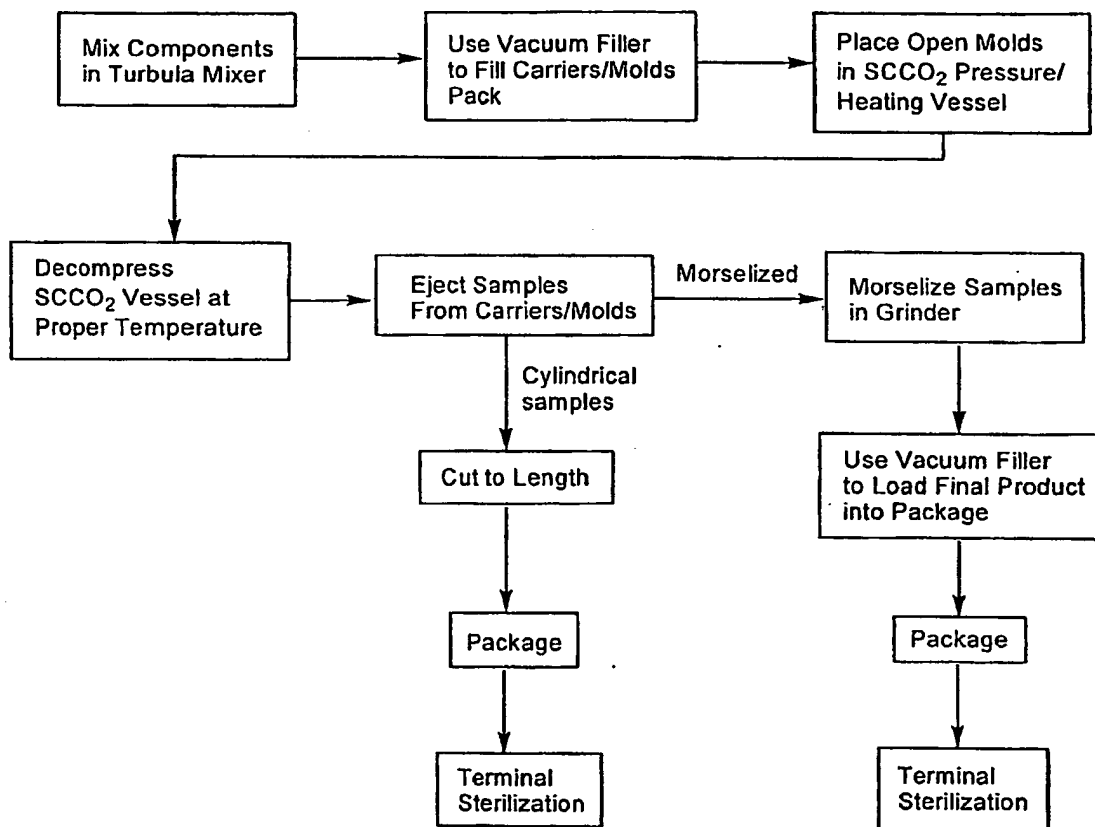 Mix Components
in Turbula Mixer
Use Vacuum Filler
to Fill Carriers/Molds
Pack
Place Open Molds
in SCCO₂ Pressure/
Heating Vessel
Decompress
SCCO₂ Vessel at
Proper Temperature
Eject Samples
From Carriers/Molds
Morselized
Morselize Samples
in Grinder
Cylindrical
samples
Cut to Length
Package
Terminal
Sterilization
Use Vacuum Filler
to Load Final Product
into Package
Package
Terminal
Sterilization